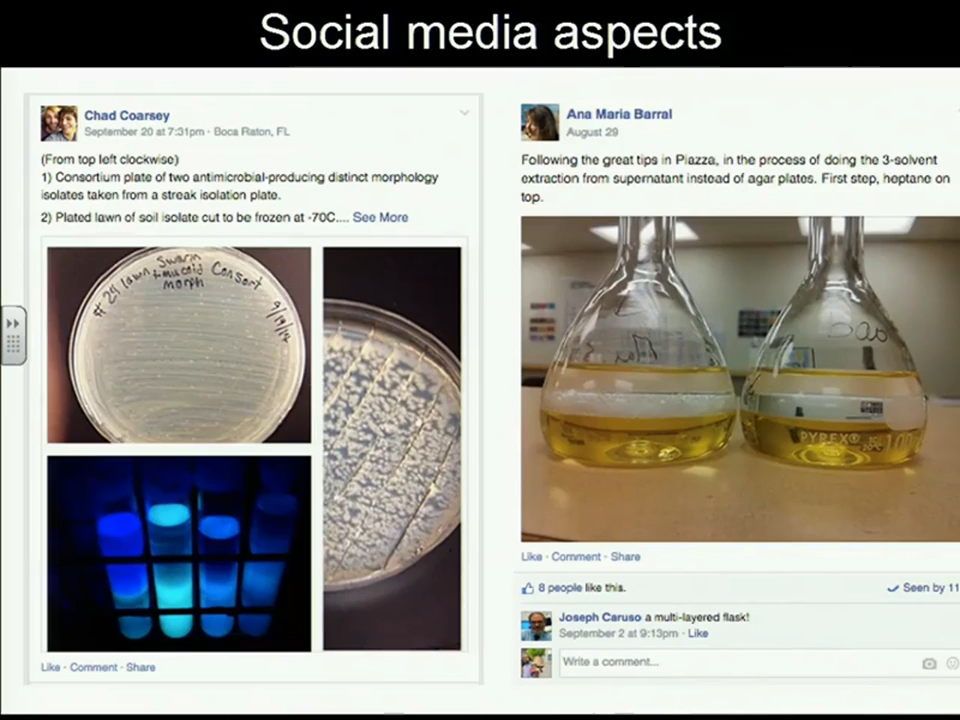 Social media aspects
Chad Coarsey
September 20 at 7:31pm · Boca Raton, FL
(From top left clockwise)
1) Consortium plate of two antimicrobial-producing distinct morphology
isolates taken from a streak isolation plate.
2) Plated lawn of soil isolate cut to be frozen at -70C.... See More
#29 lawn Swarm
+mucoid Consort
morph
9/19/14
Like · Comment · Share
Ana Maria Barral
August 29
Following the great tips in Piazza, in the process of doing the 3-solvent
extraction from supernatant instead of agar plates. First step, heptane on
top.
PYREX® 100
Like · Comment · Share
8 people like this.
Seen by 11
Joseph Caruso a multi-layered flask!
September 2 at 9:13pm · Like
Write a comment...